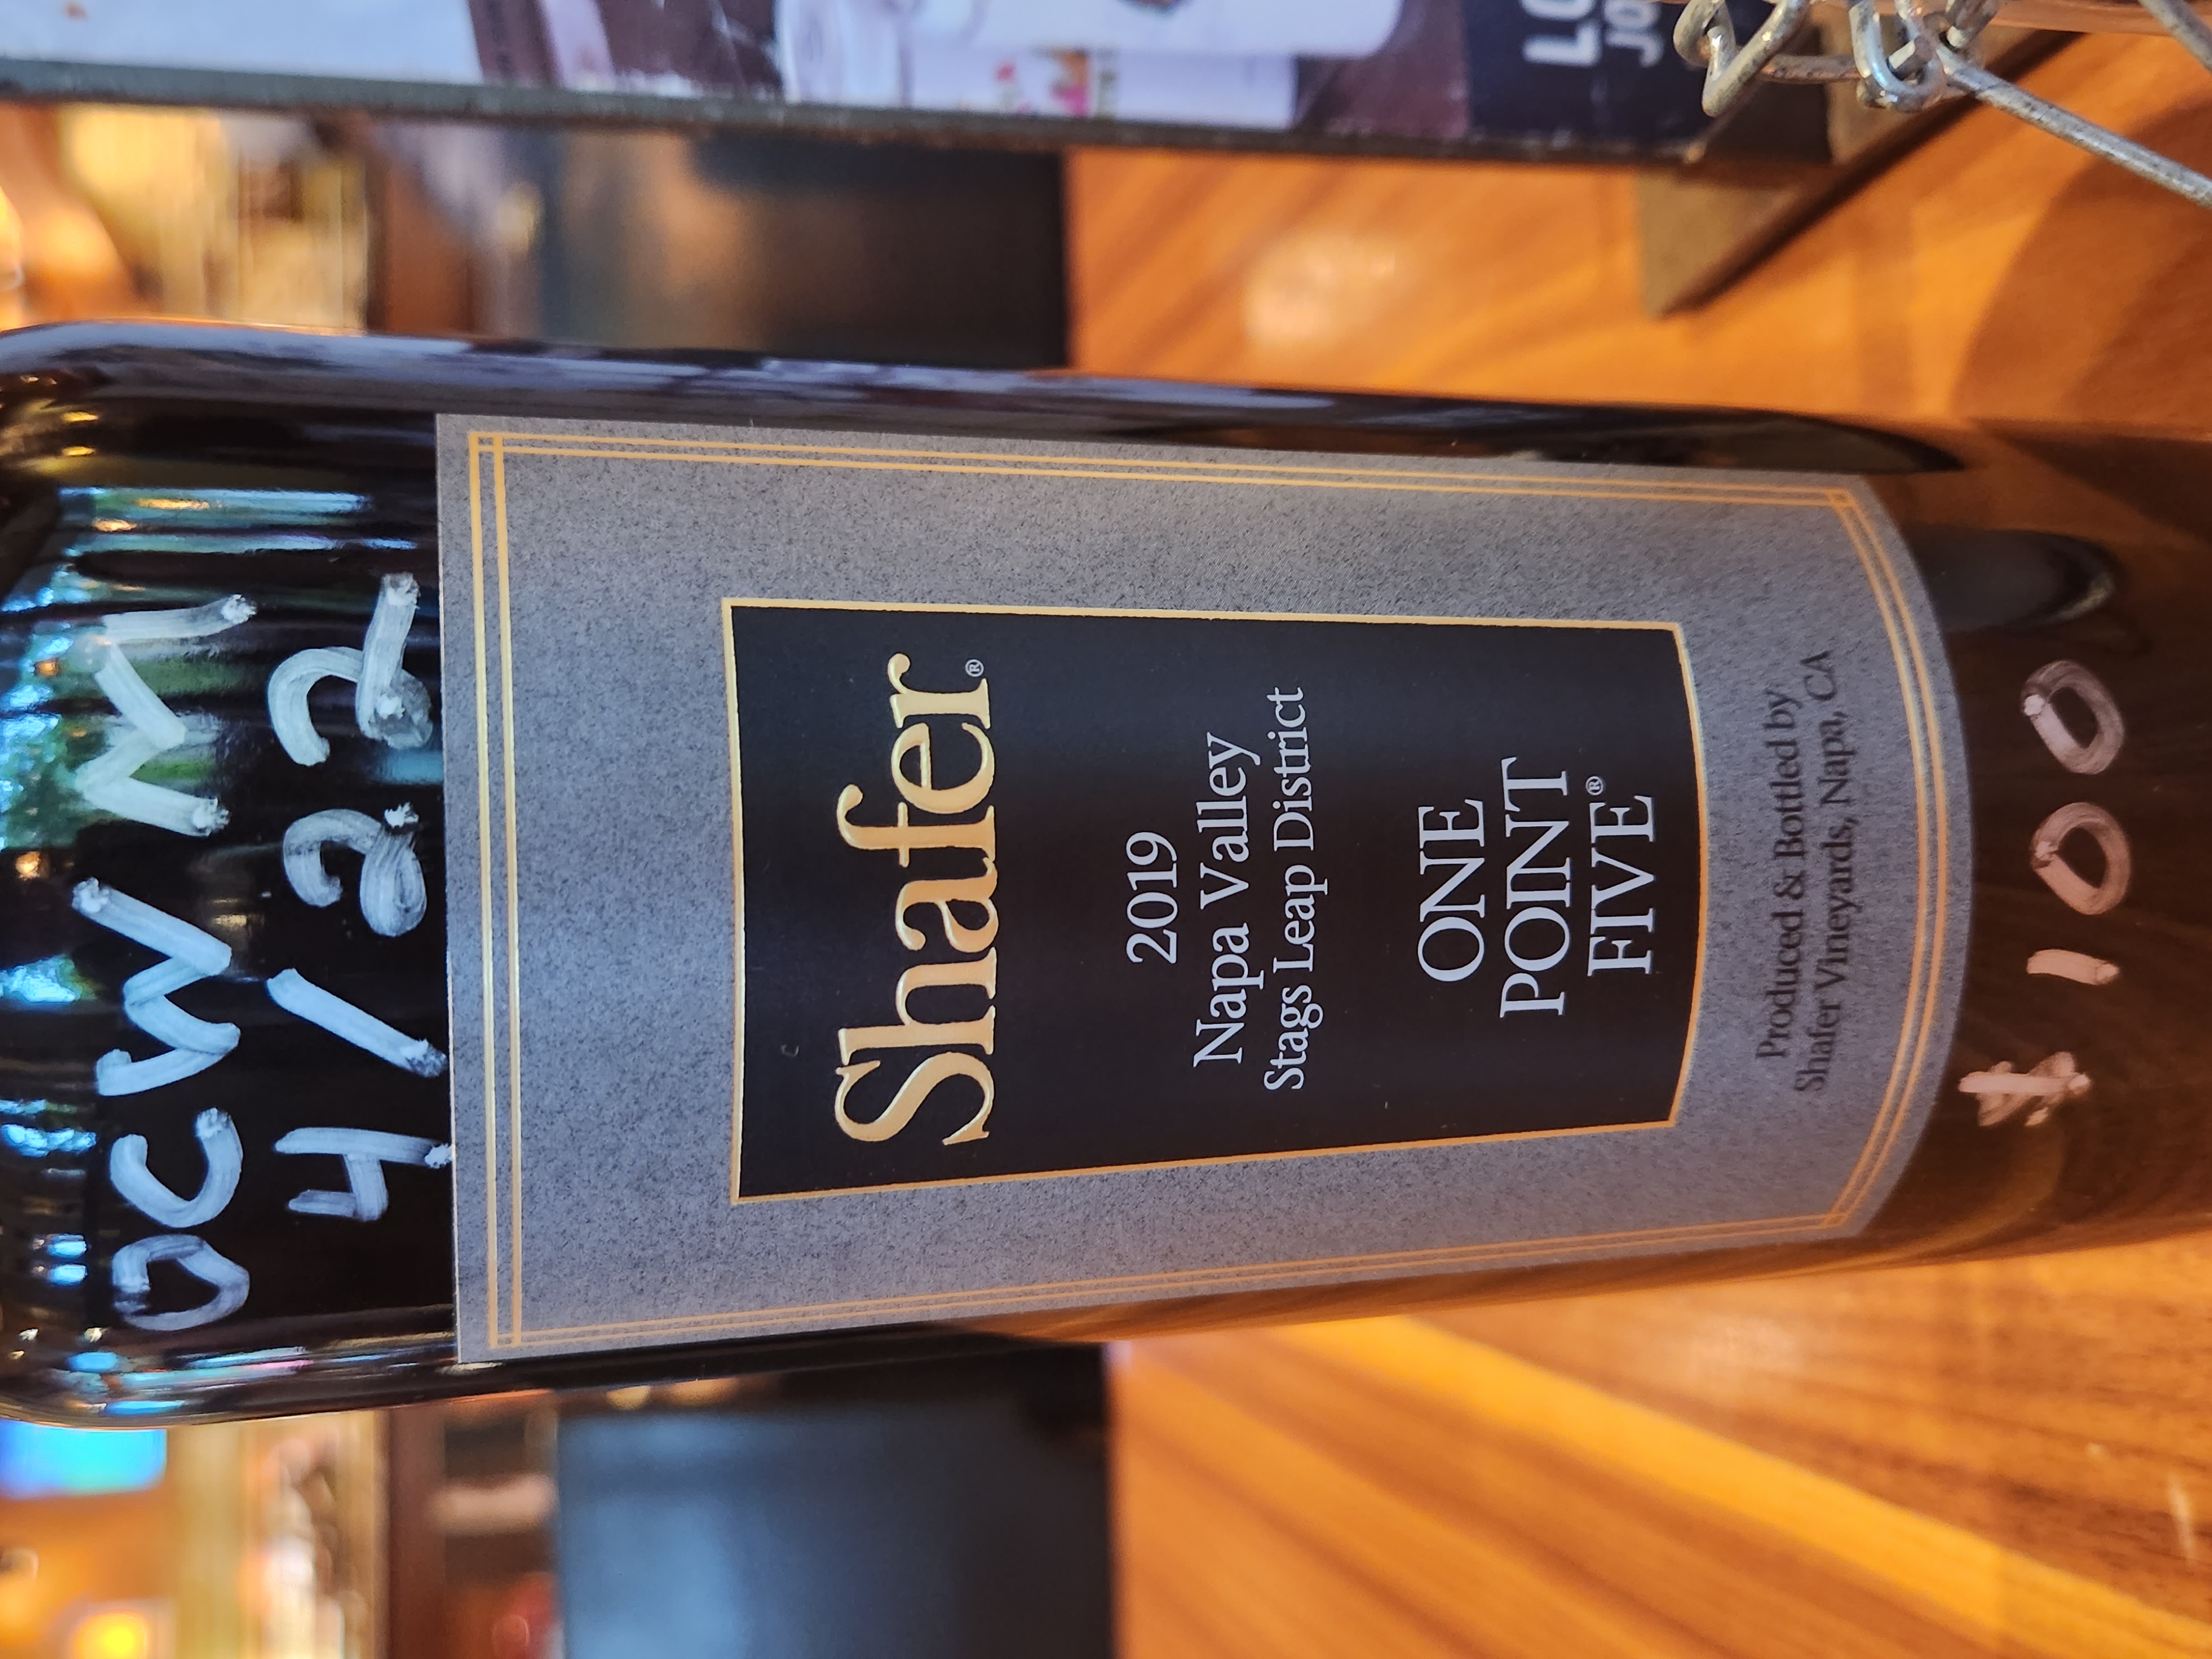 OCWM
4/22
Shafer®
2019
Napa Valley
Stags Leap District
ONE
POINT
FIVE®
Produced & Bottled by
Shafer Vineyards, Napa, CA
$100